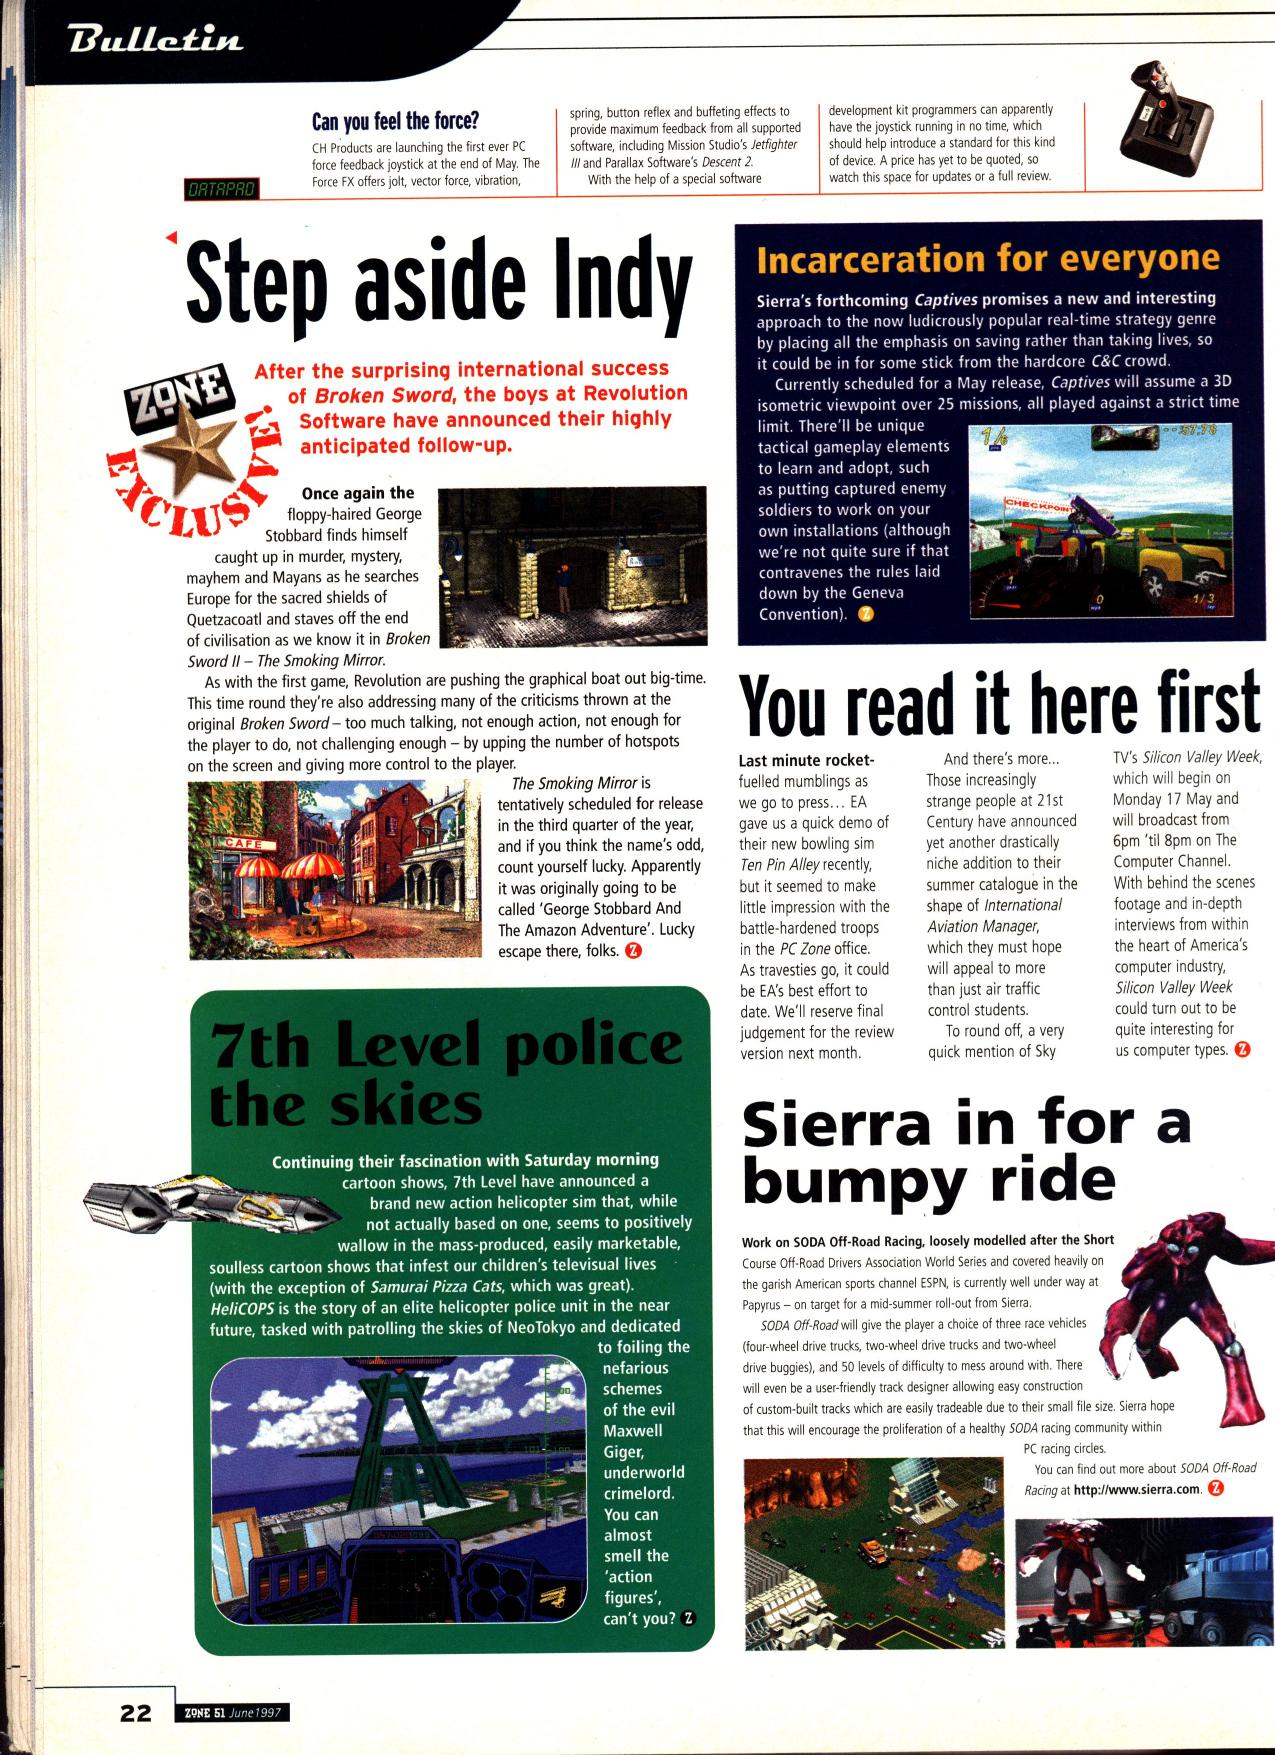 Bulletin
DATAPAD
Can you feel the force?
CH Products are launching the first ever PC
force feedback joystick at the end of May. The
Force FX offers jolt, vector force, vibration,
spring, button reflex and buffeting effects to
provide maximum feedback from all supported
software, including Mission Studio's Jetfighter
III and Parallax Software's Descent 2.
With the help of a special software
development kit programmers can apparently
have the joystick running in no time, which
should help introduce a standard for this kind
of device. A price has yet to be quoted, so
watch this space for updates or a full review.
Step aside Indy
ZONE
EXCLUSIVE!
After the surprising international success
of Broken Sword, the boys at Revolution
Software have announced their highly
anticipated follow-up.
Once again the
floppy-haired George
Stobbard finds himself
caught up in murder, mystery,
mayhem and Mayans as he searches
Europe for the sacred shields of
Quetzacoatl and staves off the end
of civilisation as we know it in Broken
Sword II – The Smoking Mirror.
As with the first game, Revolution are pushing the graphical boat out big-time.
This time round they're also addressing many of the criticisms thrown at the
original Broken Sword – too much talking, not enough action, not enough for
the player to do, not challenging enough – by upping the number of hotspots
on the screen and giving more control to the player.
The Smoking Mirror is
tentatively scheduled for release
in the third quarter of the year,
and if you think the name's odd,
count yourself lucky. Apparently
it was originally going to be
called 'George Stobbard And
The Amazon Adventure'. Lucky
escape there, folks. Z
CAFE
7th Level police
the skies
Continuing their fascination with Saturday morning
cartoon shows, 7th Level have announced a
brand new action helicopter sim that, while
not actually based on one, seems to positively
wallow in the mass-produced, easily marketable,
soulless cartoon shows that infest our children's televisual lives
(with the exception of Samurai Pizza Cats, which was great).
HeliCOPS is the story of an elite helicopter police unit in the near
future, tasked with patrolling the skies of NeoTokyo and dedicated
to foiling the
nefarious
schemes
of the evil
Maxwell
Giger,
underworld
crimelord.
You can
almost
smell the
'action
figures',
can't you? Z
Incarceration for everyone
Sierra's forthcoming Captives promises a new and interesting
approach to the now ludicrously popular real-time strategy genre
by placing all the emphasis on saving rather than taking lives, so
it could be in for some stick from the hardcore C&C crowd.
Currently scheduled for a May release, Captives will assume a 3D
isometric viewpoint over 25 missions, all played against a strict time
limit. There'll be unique
tactical gameplay elements
to learn and adopt, such
as putting captured enemy
soldiers to work on your
own installations (although
we're not quite sure if that
contravenes the rules laid
down by the Geneva
Convention). Z
1/6
CHECKPOINT
0
1/3
You read it here first
Last minute rocket-
fuelled mumblings as
we go to press... EA
gave us a quick demo of
their new bowling sim
Ten Pin Alley recently,
but it seemed to make
little impression with the
battle-hardened troops
in the PC Zone office.
As travesties go, it could
be EA's best effort to
date. We'll reserve final
judgement for the review
version next month.
And there's more...
Those increasingly
strange people at 21st
Century have announced
yet another drastically
niche addition to their
summer catalogue in the
shape of International
Aviation Manager,
which they must hope
will appeal to more
than just air traffic
control students.
To round off, a very
quick mention of Sky
TV's Silicon Valley Week,
which will begin on
Monday 17 May and
will broadcast from
6pm 'til 8pm on The
Computer Channel.
With behind the scenes
footage and in-depth
interviews from within
the heart of America's
computer industry,
Silicon Valley Week
could turn out to be
quite interesting for
us computer types. Z
Sierra in for a
bumpy ride
Work on SODA Off-Road Racing, loosely modelled after the Short
Course Off-Road Drivers Association World Series and covered heavily on
the garish American sports channel ESPN, is currently well under way at
Papyrus – on target for a mid-summer roll-out from Sierra.
SODA Off-Road will give the player a choice of three race vehicles
(four-wheel drive trucks, two-wheel drive trucks and two-wheel
drive buggies), and 50 levels of difficulty to mess around with. There
will even be a user-friendly track designer allowing easy construction
of custom-built tracks which are easily tradeable due to their small file size. Sierra hope
that this will encourage the proliferation of a healthy SODA racing community within
PC racing circles.
You can find out more about SODA Off-Road
Racing at http://www.sierra.com. Z
22
ZONE 51 June 1997